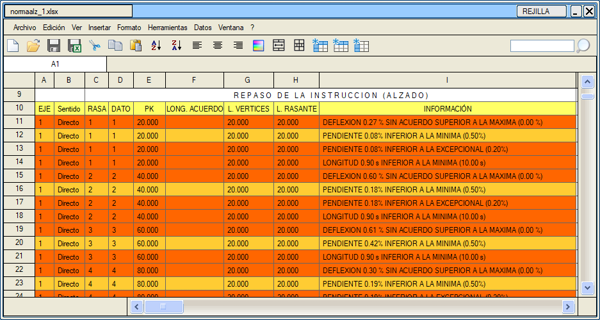 normaalz_1.xlsx REJILLA
Archivo Edición Ver Insertar Formato Herramientas Datos Ventana ?
A1
A B C D E F G H I
9 REPASO DE LA INSTRUCCION (ALZADO)
10 EJE Sentido RASA DATO PK LONG. ACUERDO L. VERTICES L. RASANTE INFORMACIÓN
11 1 Directo 1 1 20.000 20.000 20.000 DEFLEXION 0.27 % SIN ACUERDO SUPERIOR A LA MAXIMA (0.00 %)
12 1 Directo 1 1 20.000 20.000 20.000 PENDIENTE 0.08% INFERIOR A LA MINIMA (0.50%)
13 1 Directo 1 1 20.000 20.000 20.000 PENDIENTE 0.08% INFERIOR A LA EXCEPCIONAL (0.20%)
14 1 Directo 1 1 20.000 20.000 20.000 LONGITUD 0.90 s INFERIOR A LA MINIMA (10.00 s)
15 1 Directo 2 2 40.000 20.000 20.000 DEFLEXION 0.60 % SIN ACUERDO SUPERIOR A LA MAXIMA (0.00 %)
16 1 Directo 2 2 40.000 20.000 20.000 PENDIENTE 0.18% INFERIOR A LA MINIMA (0.50%)
17 1 Directo 2 2 40.000 20.000 20.000 PENDIENTE 0.18% INFERIOR A LA EXCEPCIONAL (0.20%)
18 1 Directo 2 2 40.000 20.000 20.000 LONGITUD 0.90 s INFERIOR A LA MINIMA (10.00 s)
19 1 Directo 3 3 60.000 20.000 20.000 DEFLEXION 0.61 % SIN ACUERDO SUPERIOR A LA MAXIMA (0.00 %)
20 1 Directo 3 3 60.000 20.000 20.000 PENDIENTE 0.42% INFERIOR A LA MINIMA (0.50%)
21 1 Directo 3 3 60.000 20.000 20.000 LONGITUD 0.90 s INFERIOR A LA MINIMA (10.00 s)
22 1 Directo 4 4 80.000 20.000 20.000 DEFLEXION 0.30 % SIN ACUERDO SUPERIOR A LA MAXIMA (0.00 %)
23 1 Directo 4 4 80.000 20.000 20.000 PENDIENTE 0.19% INFERIOR A LA MINIMA (0.50%)
24 1 Directo 4 4 80.000 20.000 20.000 PENDIENTE INFERIOR A LA EXCEPCIONAL